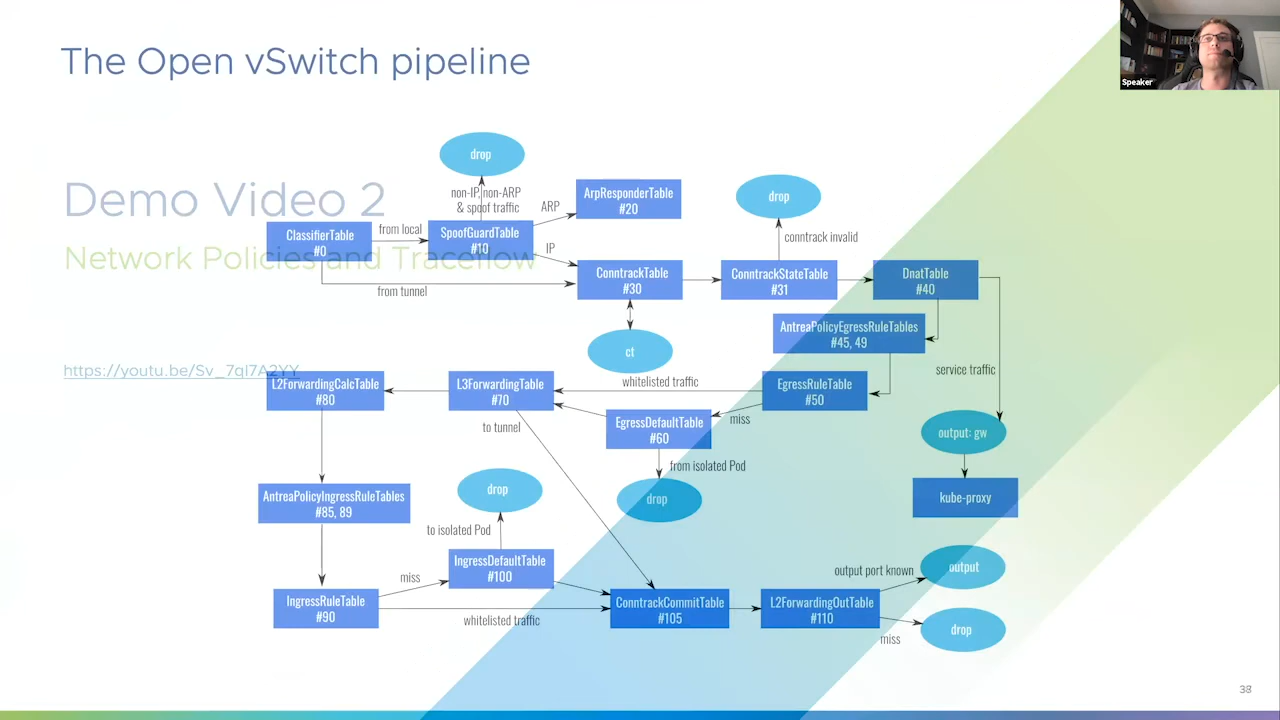 The Open vSwitch pipeline
Speaker
Demo Video 2
Network Policies and Traceflow
https://youtu.be/Sv_7qI7A2YY
drop
non-IP, non-ARP
& spoof traffic
ARP
ArpResponderTable
#20
drop
ClassifierTable
#0
from local
SpoofGuardTable
#10
IP
conntrack invalid
from tunnel
ConntrackTable
#30
ConntrackStateTable
#31
DnatTable
#40
ct
AntreaPolicyEgressRuleTables
#45, 49
service traffic
L2ForwardingCalcTable
#80
L3ForwardingTable
#70
whitelisted traffic
EgressRuleTable
#50
to tunnel
EgressDefaultTable
#60
miss
output: gw
from isolated Pod
drop
kube-proxy
AntreaPolicyIngressRuleTables
#85, 89
drop
to isolated Pod
miss
IngressDefaultTable
#100
output port known
output
IngressRuleTable
#90
whitelisted traffic
ConntrackCommitTable
#105
L2ForwardingOutTable
#110
miss
drop